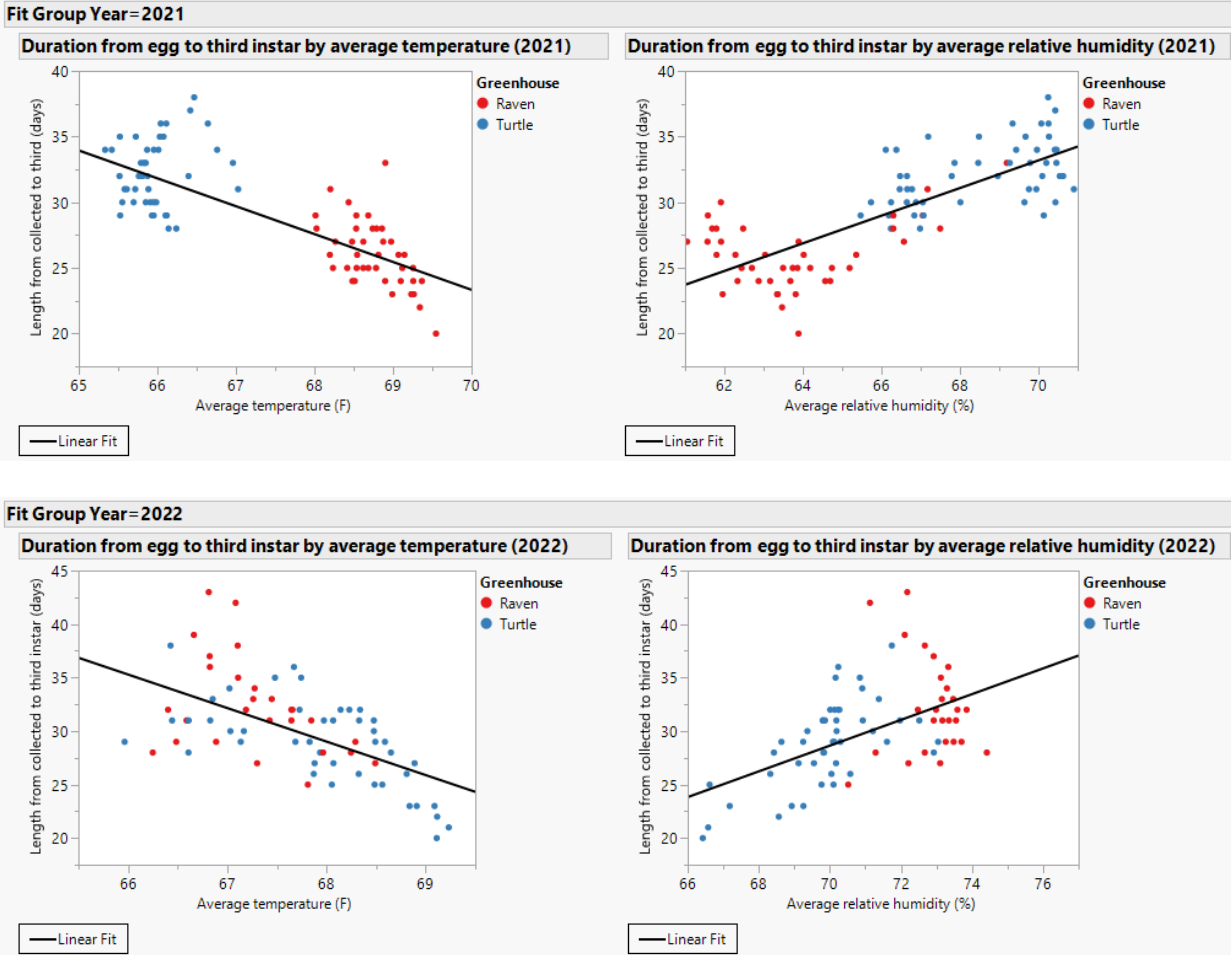 Fit Group Year=2021
Duration from egg to third instar by average temperature (2021)
Length from collected to third (days)
40
35
30
25
20
65 66 67 68 69 70
Average temperature (F)
Greenhouse
Raven
Turtle
Linear Fit
Duration from egg to third instar by average relative humidity (2021)
Length from collected to third (days)
40
35
30
25
20
62 64 66 68 70
Average relative humidity (%)
Greenhouse
Raven
Turtle
Linear Fit
Fit Group Year=2022
Duration from egg to third instar by average temperature (2022)
Length from collected to third instar (days)
45
40
35
30
25
20
66 67 68 69
Average temperature (F)
Greenhouse
Raven
Turtle
Linear Fit
Duration from egg to third instar by average relative humidity (2022)
Length from collected to third instar (days)
45
40
35
30
25
20
66 68 70 72 74 76
Average relative humidity (%)
Greenhouse
Raven
Turtle
Linear Fit